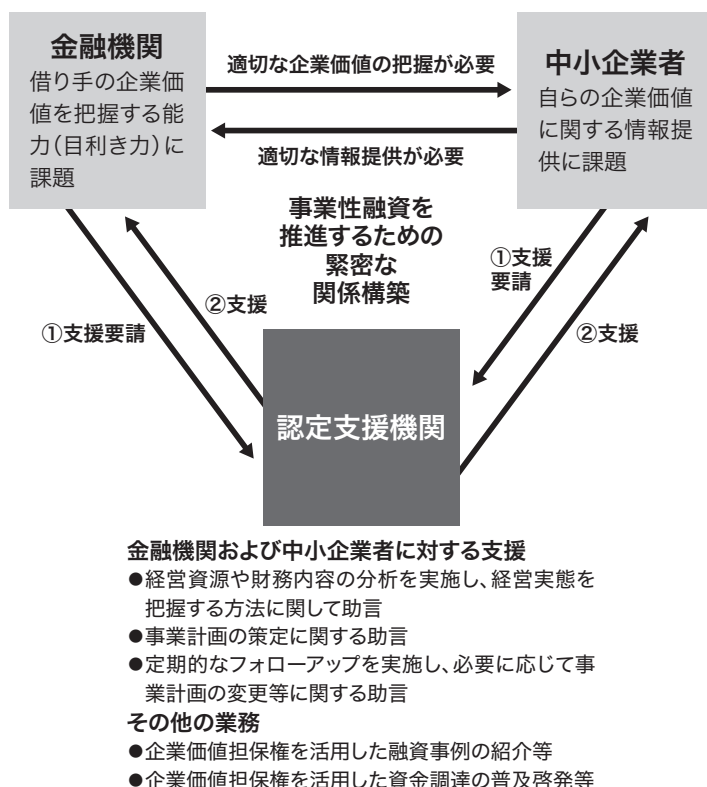 金融機関
借り手の企業価
値を把握する能
力(目利き力)に
課題
適切な企業価値の把握が必要
適切な情報提供が必要
中小企業者
自らの企業価値
に関する情報提
供に課題
事業性融資を
推進するための
緊密な
関係構築
①支援要請
②支援
①支援
要請
②支援
認定支援機関
金融機関および中小企業者に対する支援
●経営資源や財務内容の分析を実施し、経営実態を
把握する方法に関して助言
●事業計画の策定に関する助言
●定期的なフォローアップを実施し、必要に応じて事
業計画の変更等に関する助言
その他の業務
●企業価値担保権を活用した融資事例の紹介等
●企業価値担保権を活用した資金調達の普及啓発等